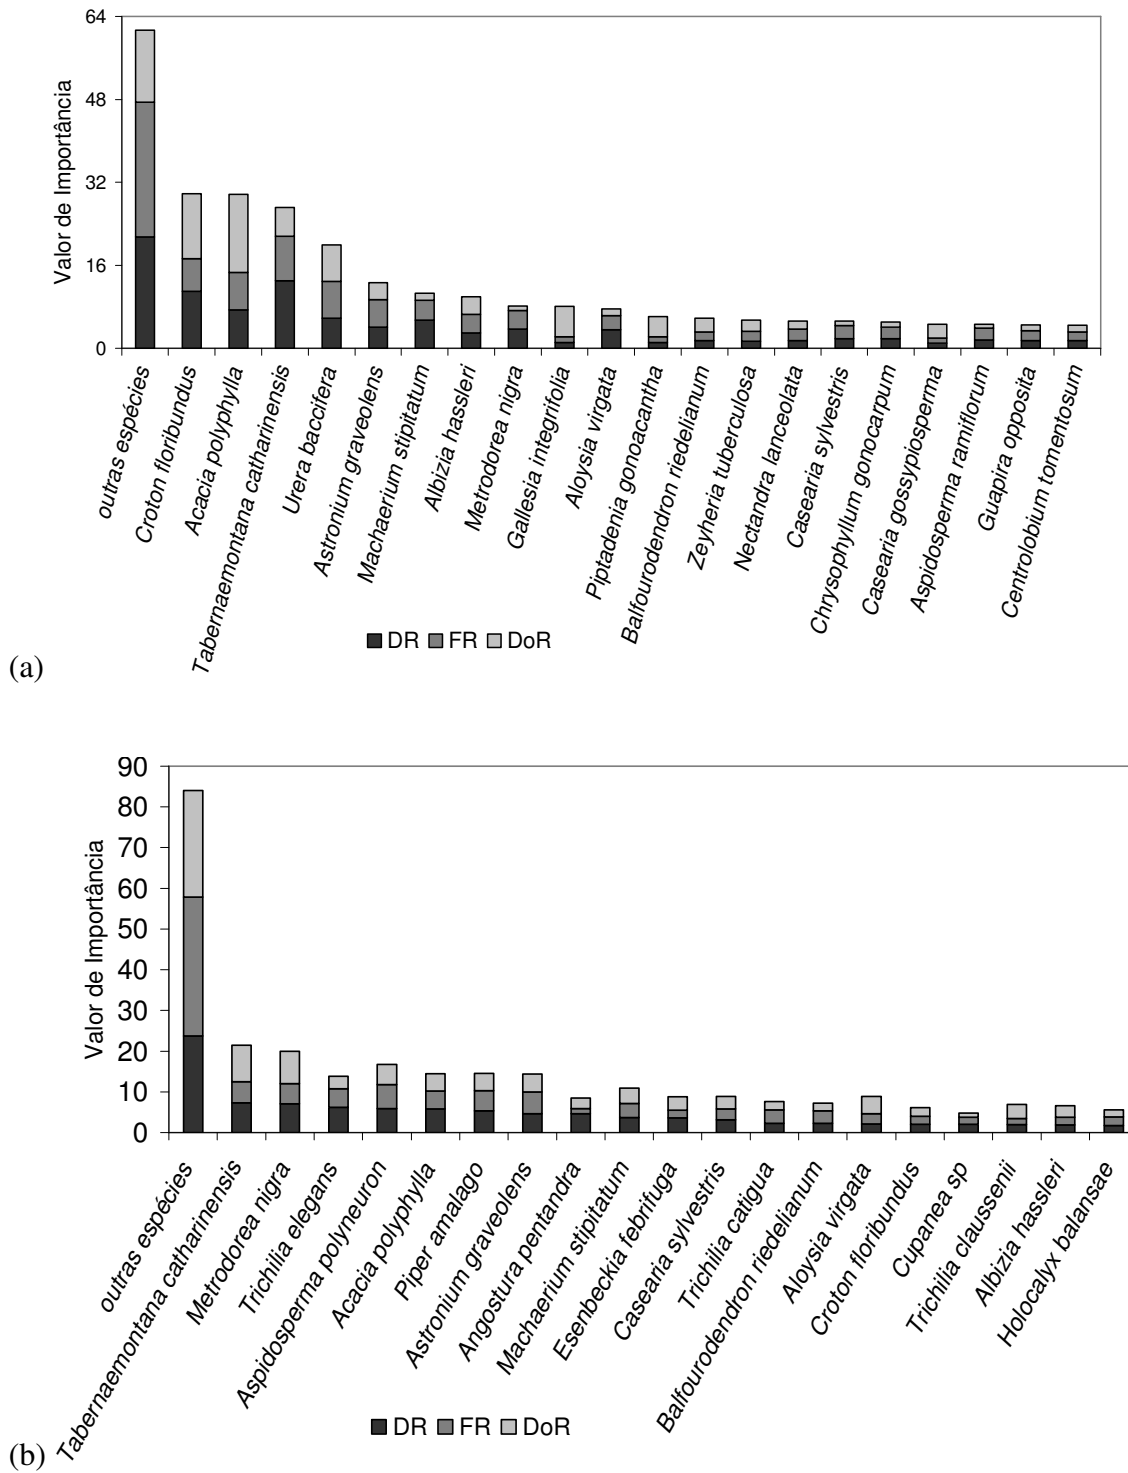 64
48
32
16
0
Valor de Importância
outras espécies
Croton floribundus
Acacia polyphylla
Tabernaemontana catharinensis
Urera baccifera
Astronium graveolens
Machaerium stipitatum
Albizia hassleri
Metrodorea nigra
Gallesia integrifolia
Aloysia virgata
Piptadenia gonoacantha
Balfourodendron riedelianum
Zeyheria tuberculosa
Nectandra lanceolata
Casearia sylvestris
Chrysophyllum gonocarpum
Casearia gossypiosperma
Aspidosperma ramiflorum
Guapira opposita
Centrolobium tomentosum
DR FR DoR
(a)
90
80
70
60
50
40
30
20
10
0
Valor de Importância
outras espécies
Tabernaemontana catharinensis
Metrodorea nigra
Trichilia elegans
Aspidosperma polyneuron
Acacia polyphylla
Piper amalago
Astronium graveolens
Angostura pentandra
Machaerium stipitatum
Esenbeckia febrifuga
Casearia sylvestris
Trichilia catigua
Balfourodendron riedelianum
Aloysia virgata
Croton floribundus
Cupanea sp
Trichilia claussenii
Albizia hassleri
Holocalyx balansae
DR FR DoR
(b)